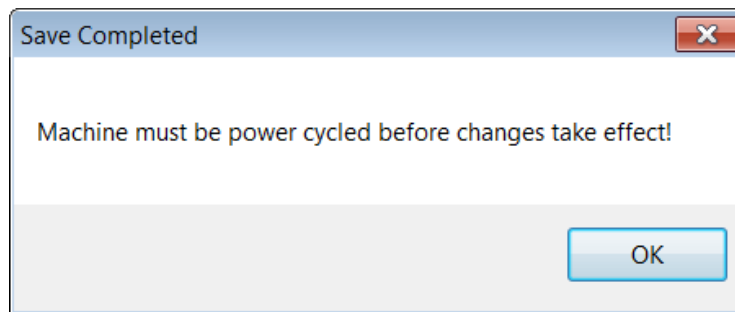 Save Completed
Machine must be power cycled before changes take effect!
OK